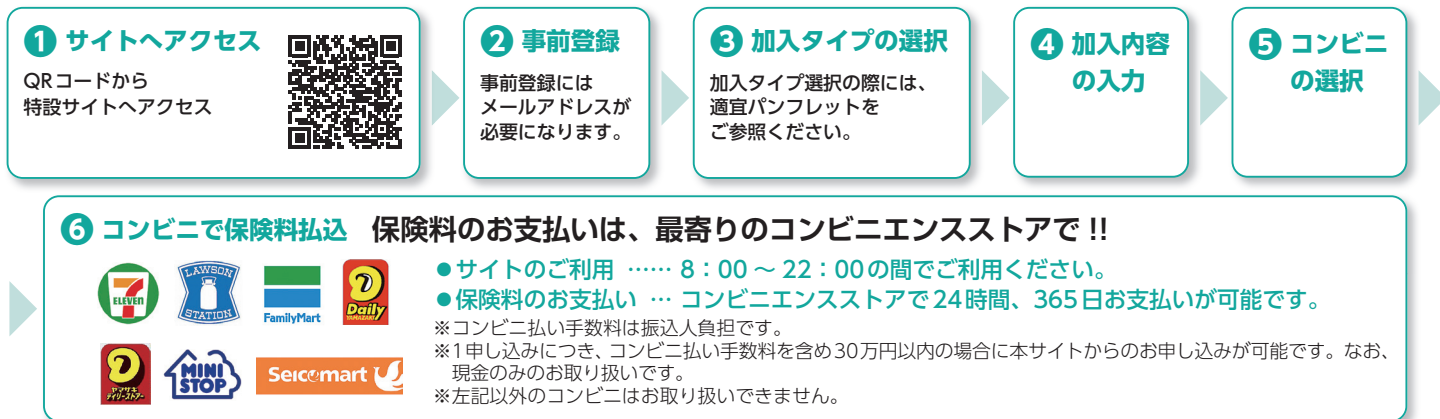 ❶ サイトへアクセス
QRコードから
特設サイトへアクセス
❷ 事前登録
事前登録には
メールアドレスが
必要になります。
❸ 加入タイプの選択
加入タイプ選択の際には、
適宜パンフレットを
ご参照ください。
❹ 加入内容
の入力
❺ コンビニ
の選択
❻ コンビニで保険料払込 保険料のお支払いは、最寄りのコンビニエンスストアで!!
7
ELEVEn
LAWSON
STATION
FamilyMart
Daily
YAMAZAKI
ヤマザキ
デイリーストアー
MINI
STOP
Seicomart
●サイトのご利用 …… 8:00 ～ 22:00の間でご利用ください。
●保険料のお支払い … コンビニエンスストアで24時間、365日お支払いが可能です。
※コンビニ払い手数料は振込人負担です。
※1申し込みにつき、コンビニ払い手数料を含め30万円以内の場合に本サイトからのお申し込みが可能です。なお、
現金のみのお取り扱いです。
※左記以外のコンビニはお取り扱いできません。